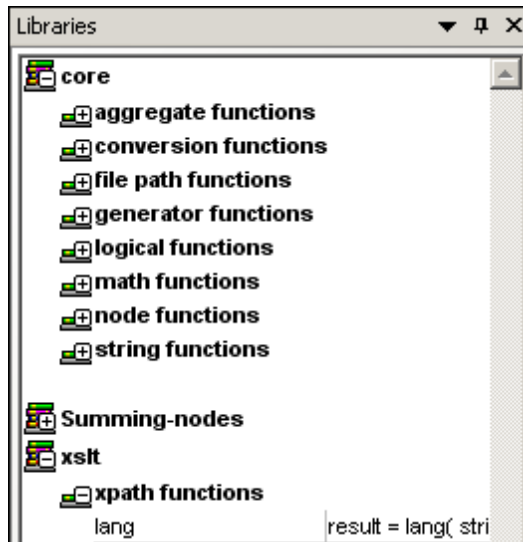 Libraries
core
aggregate functions
conversion functions
file path functions
generator functions
logical functions
math functions
node functions
string functions
Summing-nodes
xslt
xpath functions
lang result = lang( stri